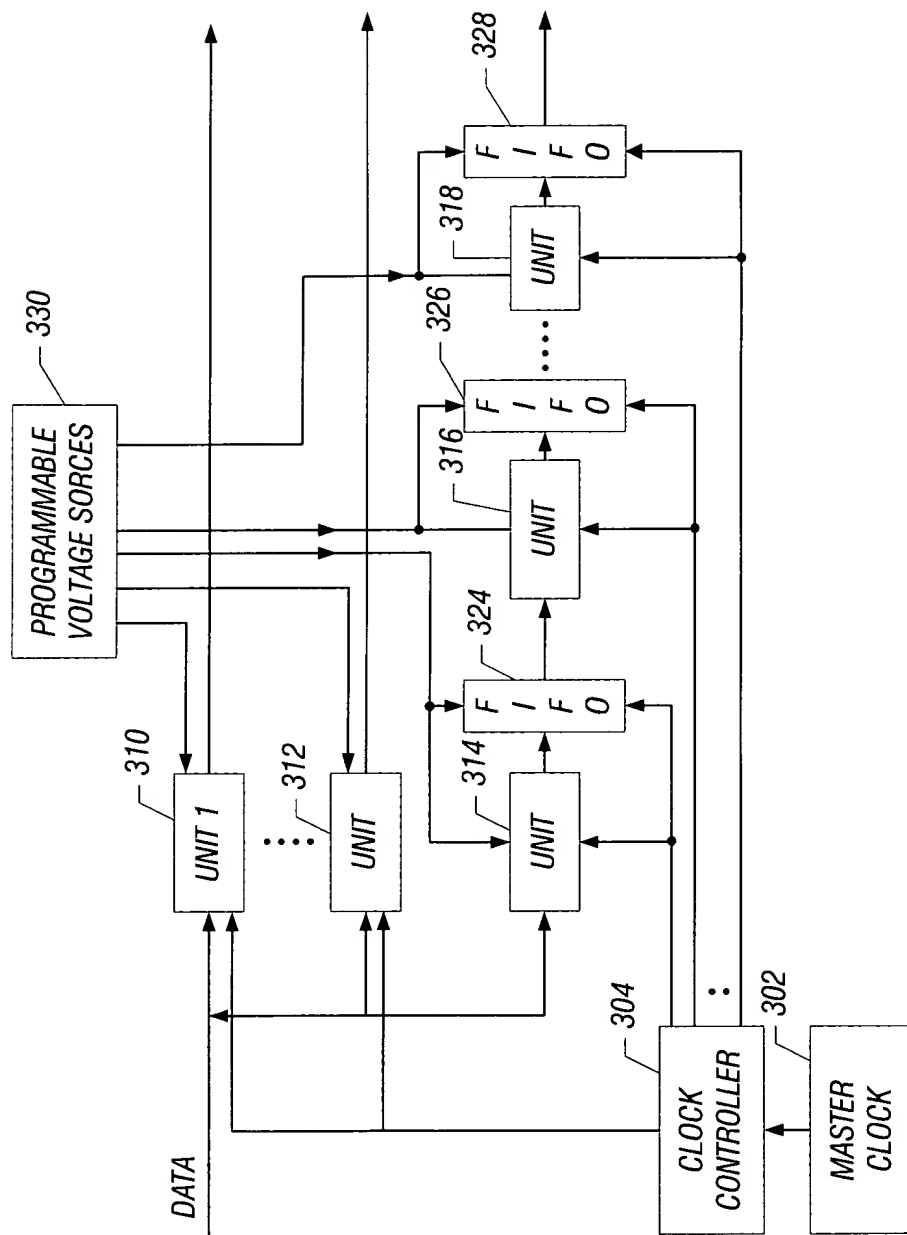 330
PROGRAMMABLE
VOLTAGE SORCES
DATA
310
UNIT 1
312
UNIT
314
UNIT
324
FIFO
316
UNIT
326
FIFO
318
UNIT
328
FIFO
304
CLOCK
CONTROLLER
302
MASTER
CLOCK